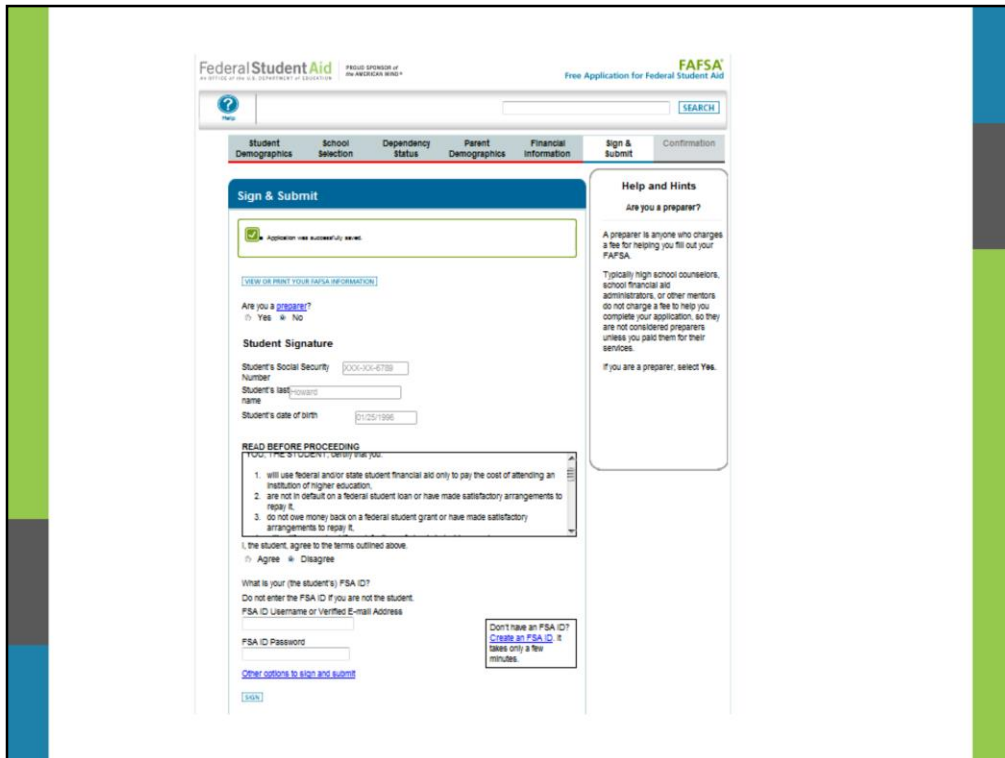 Federal Student Aid
PROUD SPONSOR of
the AMERICAN MIND®
An OFFICE of the U.S. DEPARTMENT of EDUCATION
FAFSA®
Free Application for Federal Student Aid
?
Help
SEARCH
Student
Demographics
School
Selection
Dependency
Status
Parent
Demographics
Financial
Information
Sign &
Submit
Confirmation
Sign & Submit
Application was successfully saved.
VIEW OR PRINT YOUR FAFSA INFORMATION
Are you a preparer?
Yes No
Student Signature
Student's Social Security
Number
XXX-XX-6789
Student's last
name
Howard
Student's date of birth
01/25/1996
READ BEFORE PROCEEDING
YOU, THE STUDENT, certify that you:
1. will use federal and/or state student financial aid only to pay the cost of attending an
institution of higher education,
2. are not in default on a federal student loan or have made satisfactory arrangements to
repay it,
3. do not owe money back on a federal student grant or have made satisfactory
arrangements to repay it,
I, the student, agree to the terms outlined above.
Agree Disagree
What is your (the student's) FSA ID?
Do not enter the FSA ID if you are not the student.
FSA ID Username or Verified E-mail Address
FSA ID Password
Don't have an FSA ID?
Create an FSA ID. It
takes only a few
minutes.
Other options to sign and submit
SIGN
Help and Hints
Are you a preparer?
A preparer is anyone who charges
a fee for helping you fill out your
FAFSA.
Typically high school counselors,
school financial aid
administrators, or other mentors
do not charge a fee to help you
complete your application, so they
are not considered preparers
unless you paid them for their
services.
If you are a preparer, select Yes.